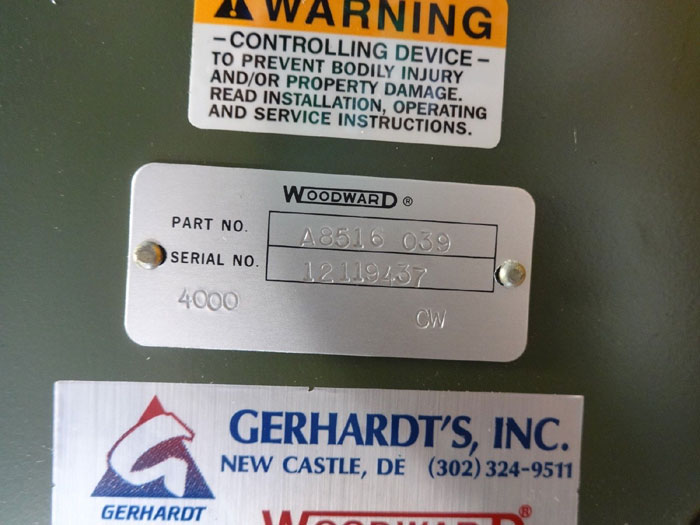 WARNING
–CONTROLLING DEVICE–
TO PREVENT BODILY INJURY
AND/OR PROPERTY DAMAGE.
READ INSTALLATION, OPERATING
AND SERVICE INSTRUCTIONS.
WOODWARD ®
PART NO. A8516 039
SERIAL NO. 12119437
4000 CW
GERHARDT'S, INC.
NEW CASTLE, DE (302) 324-9511
GERHARDT
WOODWARD ®